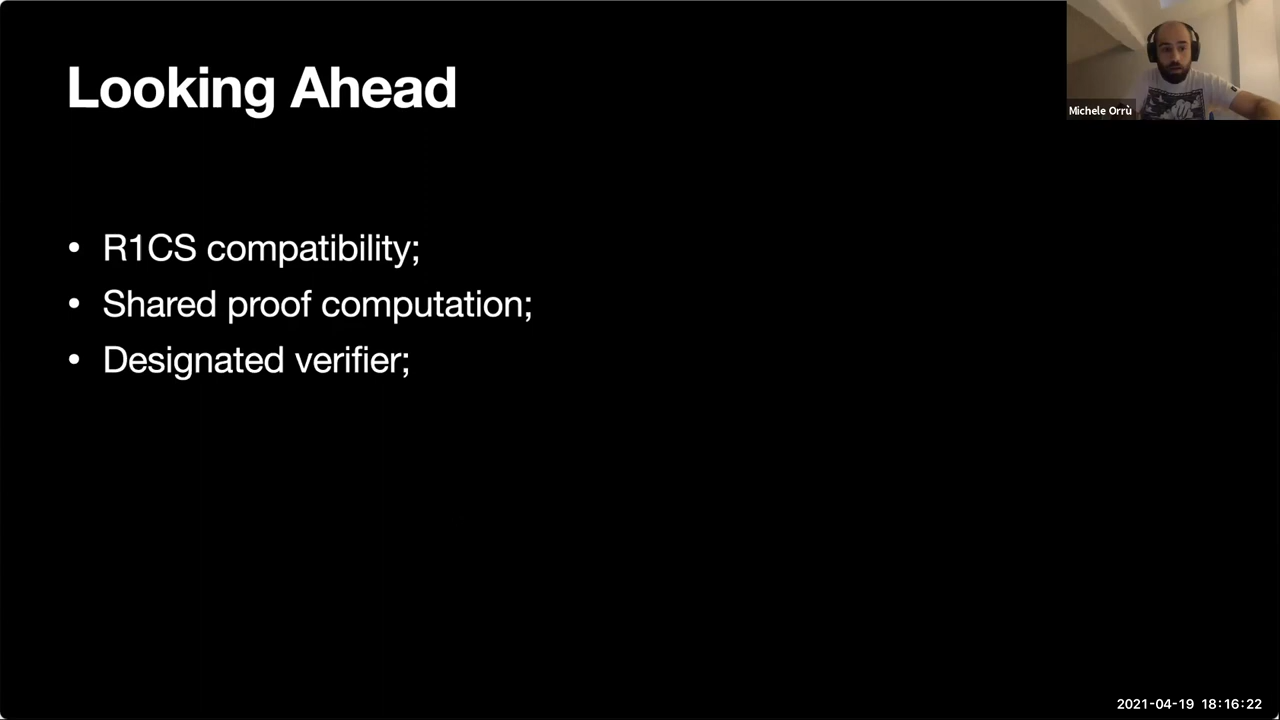 Looking Ahead
Michele Orrù
• R1CS compatibility;
• Shared proof computation;
• Designated verifier;
2021-04-19 18:16:22